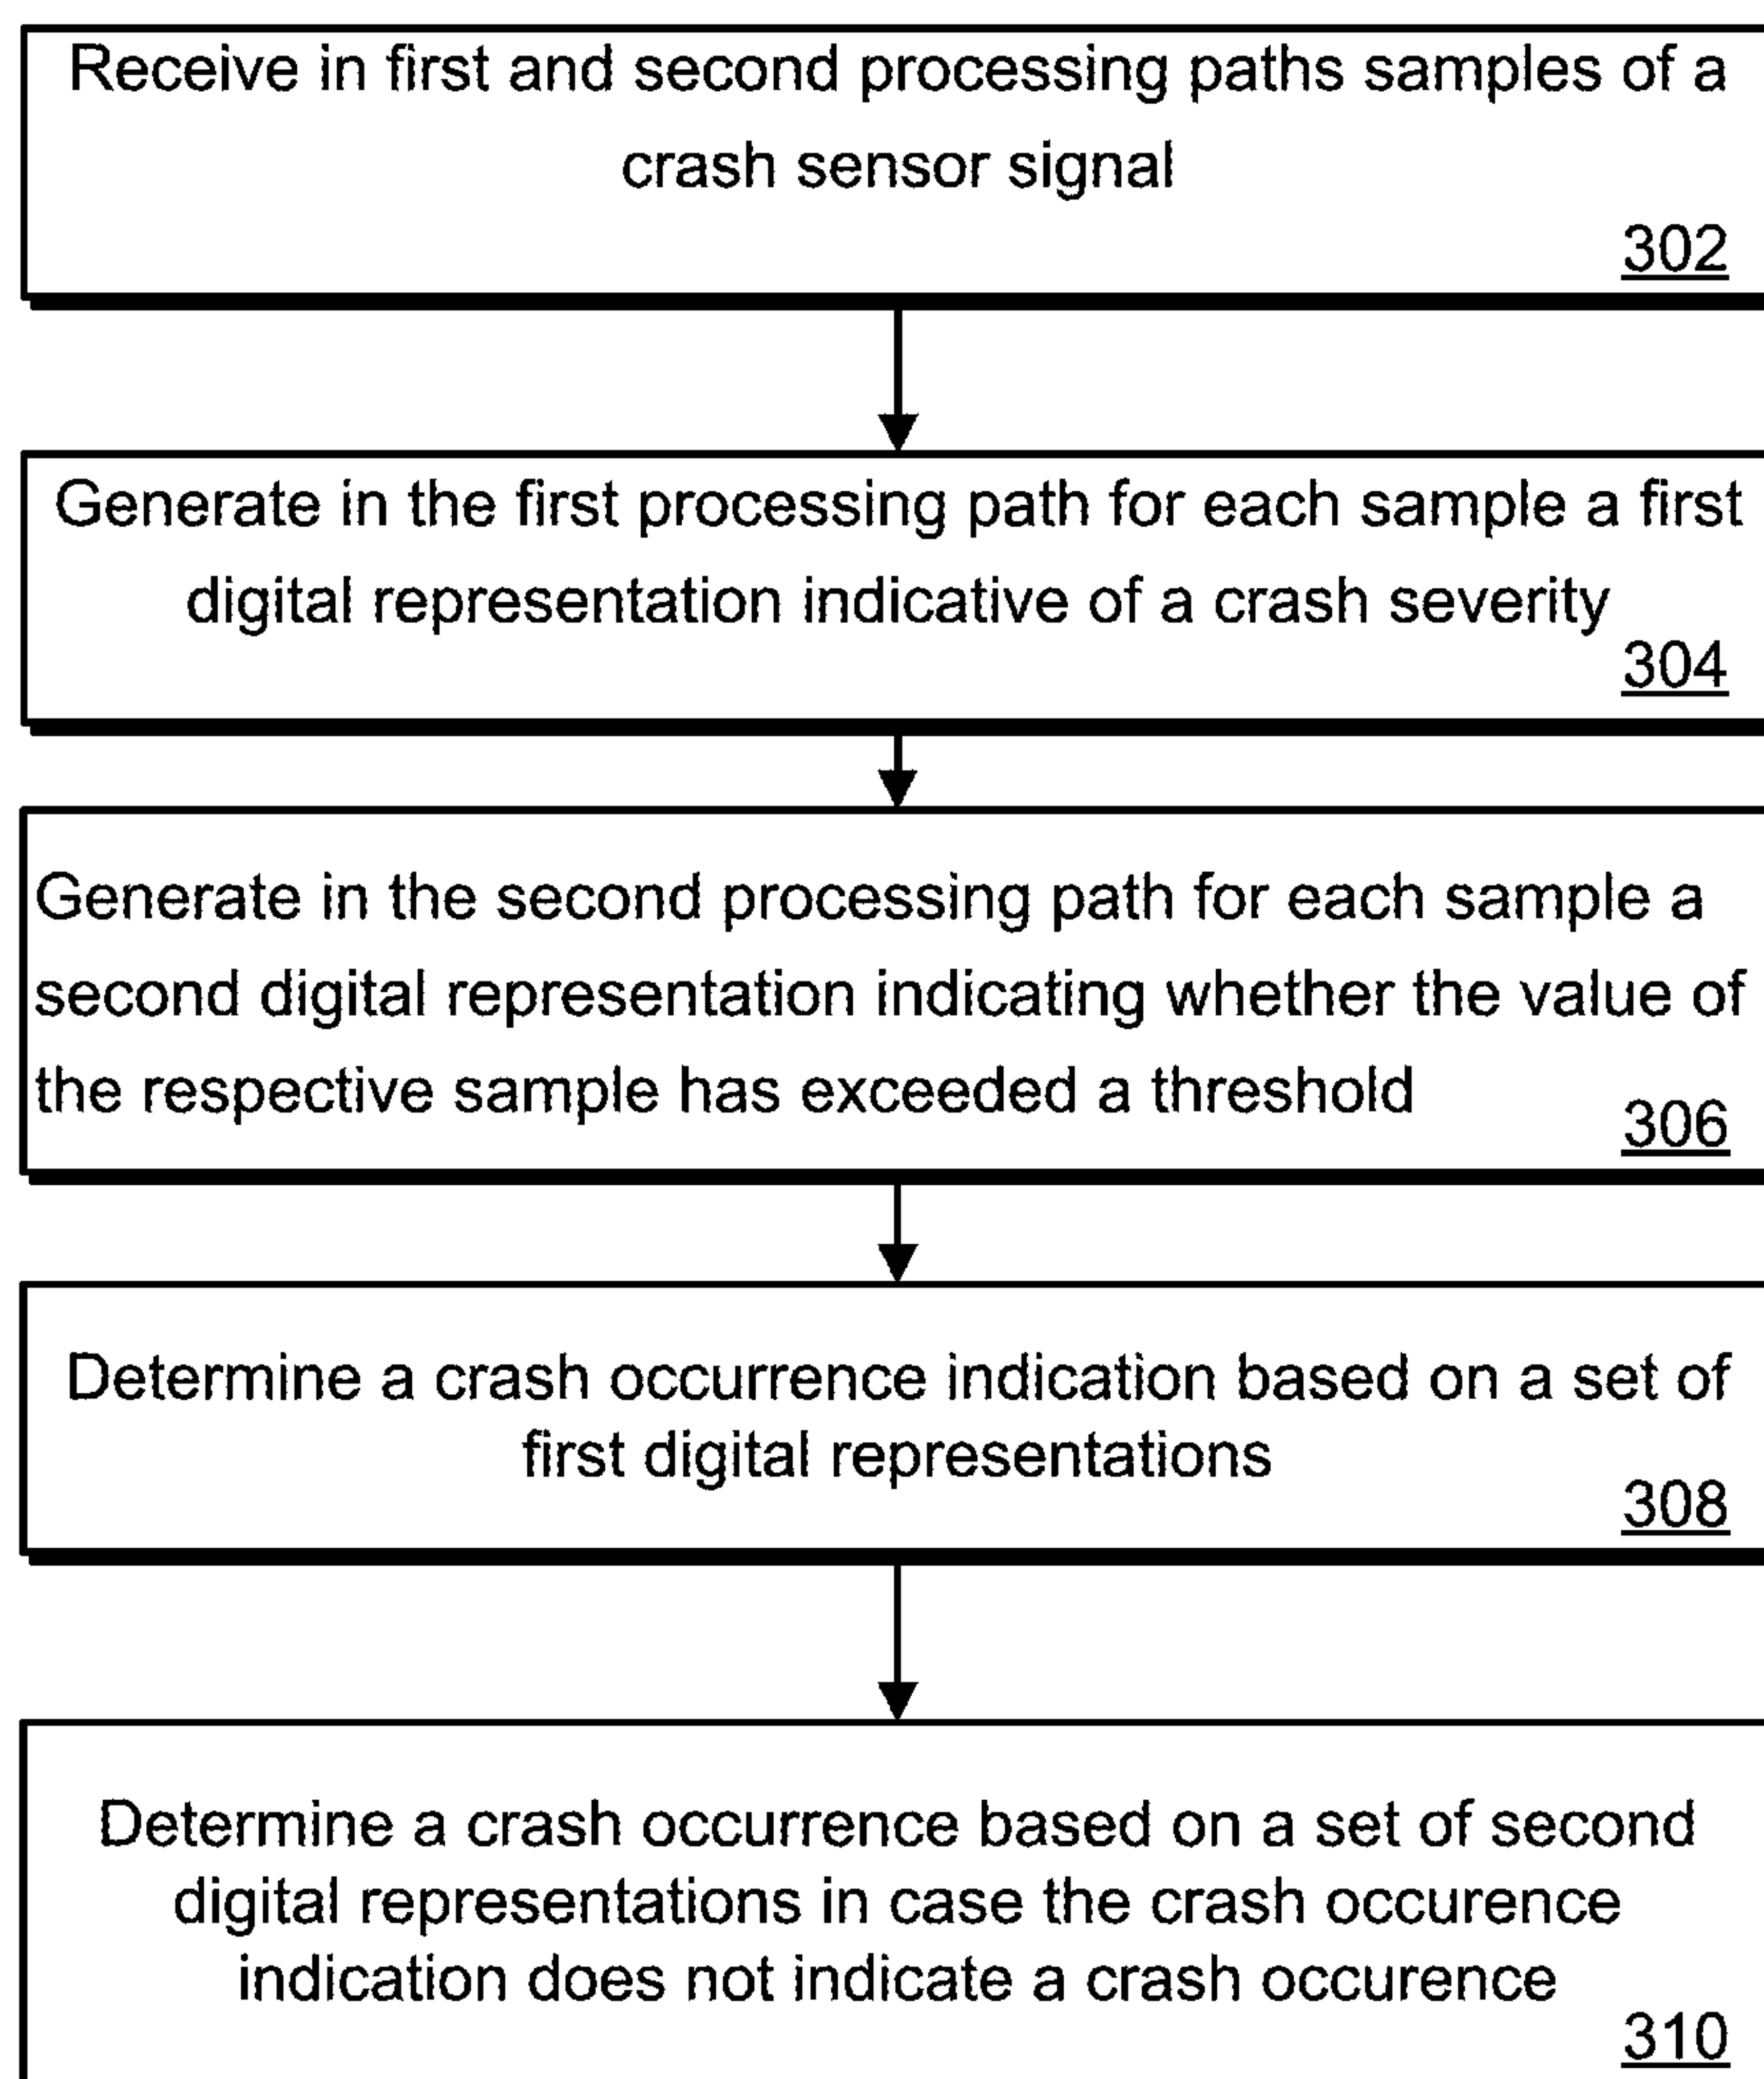 Receive in first and second processing paths samples of a
crash sensor signal
302
Generate in the first processing path for each sample a first
digital representation indicative of a crash severity
304
Generate in the second processing path for each sample a
second digital representation indicating whether the value of
the respective sample has exceeded a threshold
306
Determine a crash occurrence indication based on a set of
first digital representations
308
Determine a crash occurrence based on a set of second
digital representations in case the crash occurence
indication does not indicate a crash occurence
310